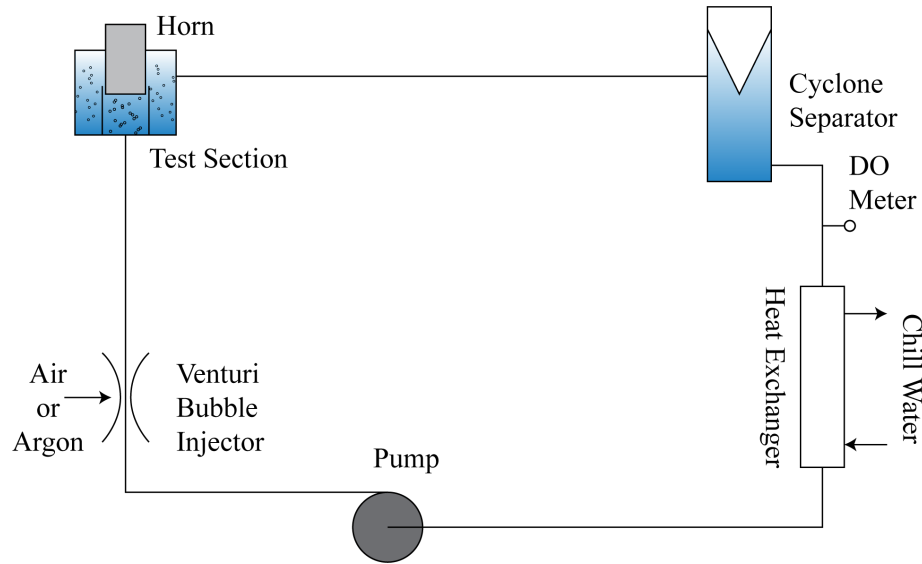 Horn
Test Section
Cyclone
Separator
DO
Meter
Heat Exchanger
Chill Water
Air
or
Argon
Venturi
Bubble
Injector
Pump